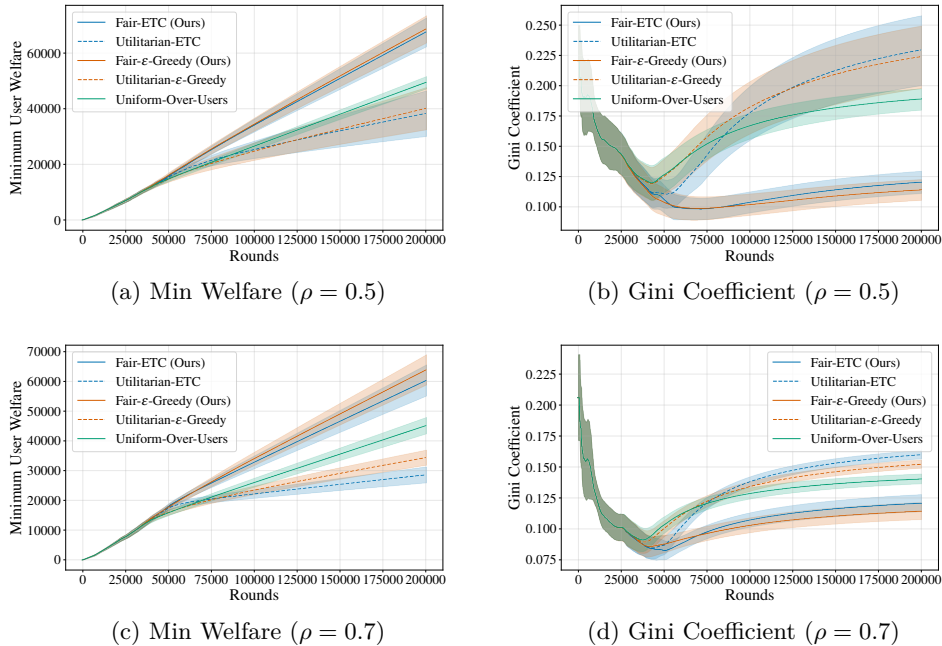 Fair-ETC (Ours)
Utilitarian-ETC
Fair-ε-Greedy (Ours)
Utilitarian-ε-Greedy
Uniform-Over-Users
Minimum User Welfare
60000
40000
20000
0
0 25000 50000 75000 100000 125000 150000 175000 200000
Rounds
(a) Min Welfare (ρ = 0.5)
Fair-ETC (Ours)
Utilitarian-ETC
Fair-ε-Greedy (Ours)
Utilitarian-ε-Greedy
Uniform-Over-Users
Gini Coefficient
0.250
0.225
0.200
0.175
0.150
0.125
0.100
0 25000 50000 75000 100000 125000 150000 175000 200000
Rounds
(b) Gini Coefficient (ρ = 0.5)
Fair-ETC (Ours)
Utilitarian-ETC
Fair-ε-Greedy (Ours)
Utilitarian-ε-Greedy
Uniform-Over-Users
Minimum User Welfare
70000
60000
50000
40000
30000
20000
10000
0
0 25000 50000 75000 100000 125000 150000 175000 200000
Rounds
(c) Min Welfare (ρ = 0.7)
Fair-ETC (Ours)
Utilitarian-ETC
Fair-ε-Greedy (Ours)
Utilitarian-ε-Greedy
Uniform-Over-Users
Gini Coefficient
0.225
0.200
0.175
0.150
0.125
0.100
0.075
0 25000 50000 75000 100000 125000 150000 175000 200000
Rounds
(d) Gini Coefficient (ρ = 0.7)